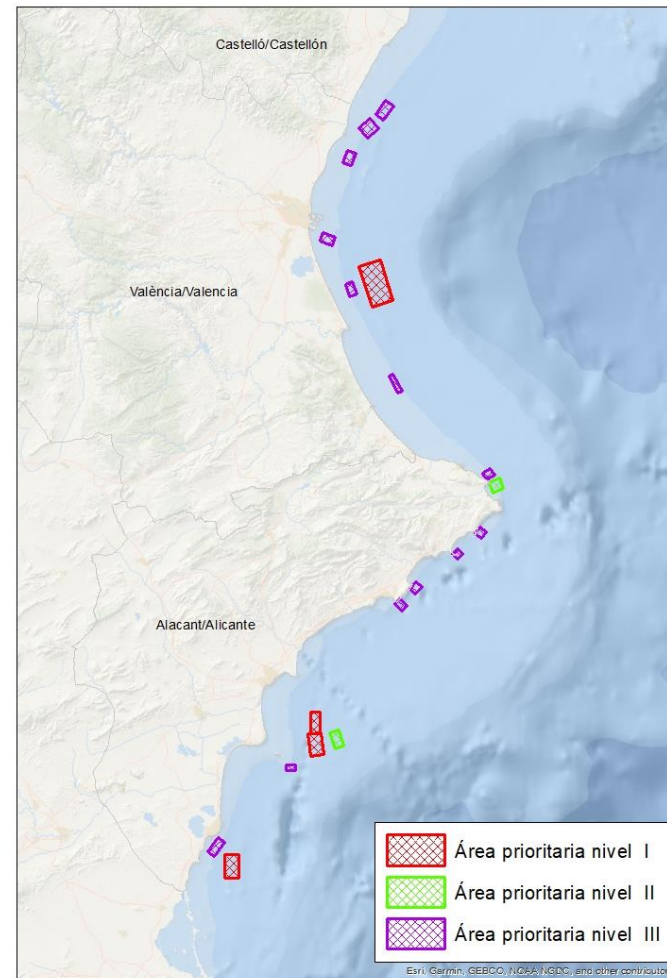 Castelló/Castellón
València/Valencia
Alacant/Alicante
Área prioritaria nivel I
Área prioritaria nivel II
Área prioritaria nivel III
Esri, Garmin, GEBCO, NOAA NGDC, and other contributors